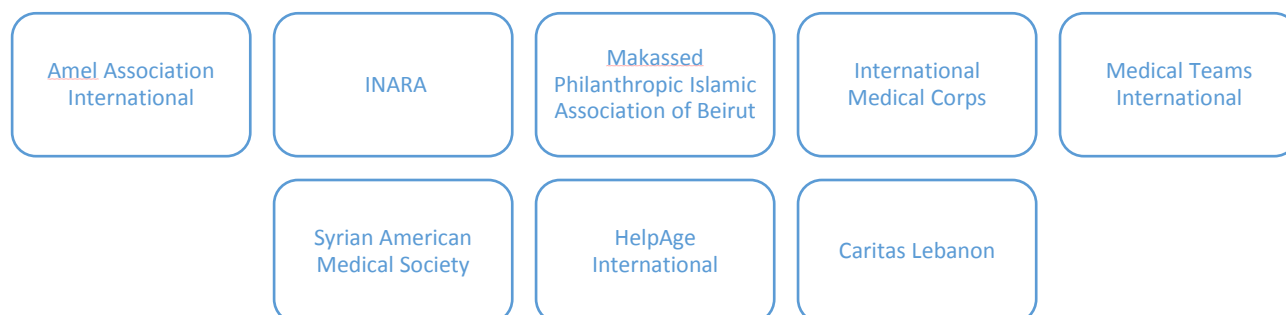 Amel Association
International
INARA
Makassed
Philanthropic Islamic
Association of Beirut
International
Medical Corps
Medical Teams
International
Syrian American
Medical Society
HelpAge
International
Caritas Lebanon